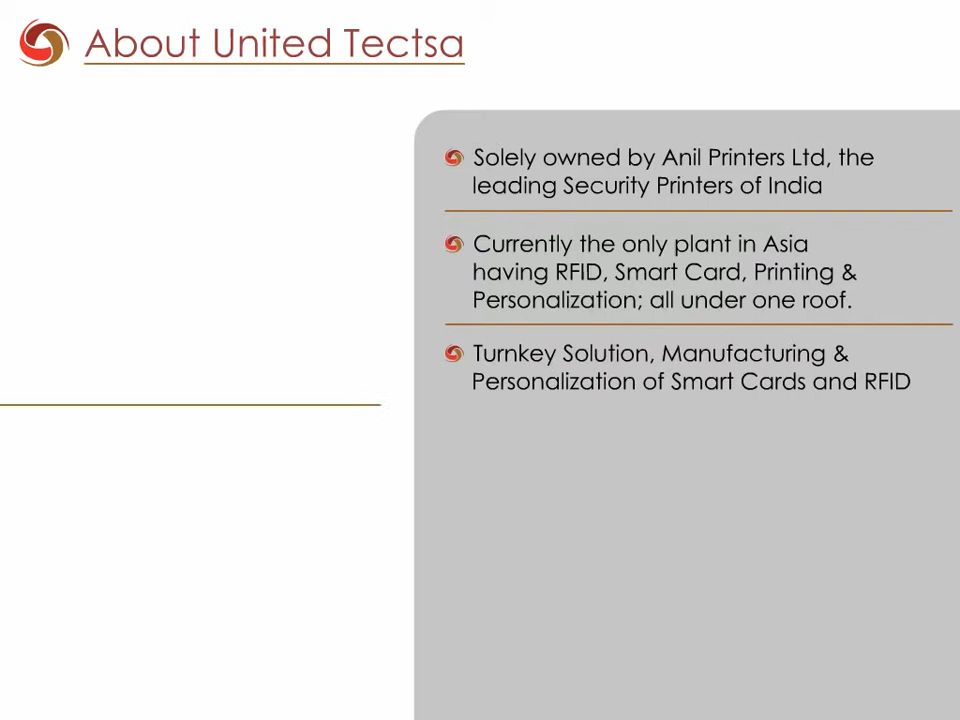 About United Tectsa
Solely owned by Anil Printers Ltd, the
leading Security Printers of India
Currently the only plant in Asia
having RFID, Smart Card, Printing &
Personalization; all under one roof.
Turnkey Solution, Manufacturing &
Personalization of Smart Cards and RFID